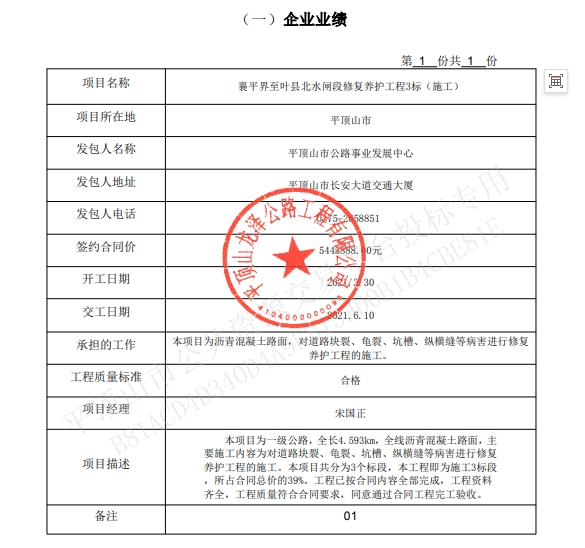 （一）企业业绩
第 1 份共 1 份
项目名称 襄平界至叶县北水闸段修复养护工程3标（施工）
项目所在地 平顶山市
发包人名称 平顶山市公路事业发展中心
发包人地址 平顶山市长安大道交通大厦
发包人电话
签约合同价
开工日期
交工日期 2021.6.10
承担的工作 本项目为沥青混凝土路面，对道路块裂、龟裂、坑槽、纵横缝等病害进行修复
养护工程的施工。
工程质量标准 合格
项目经理 宋国正
项目描述 本项目为一级公路，全长4.593km，全线沥青混凝土路面，主
要施工内容为对道路块裂、龟裂、坑槽、纵横缝等病害进行修复
养护工程的施工。本项目共分为3个标段，本工程即为施工3标段
，所占合同总价的39%。工程已按合同内容全部完成，工程资料
齐全，工程质量符合合同要求，同意通过合同工程完工验收。
备注 01
平顶山龙泽公路工程有限公司